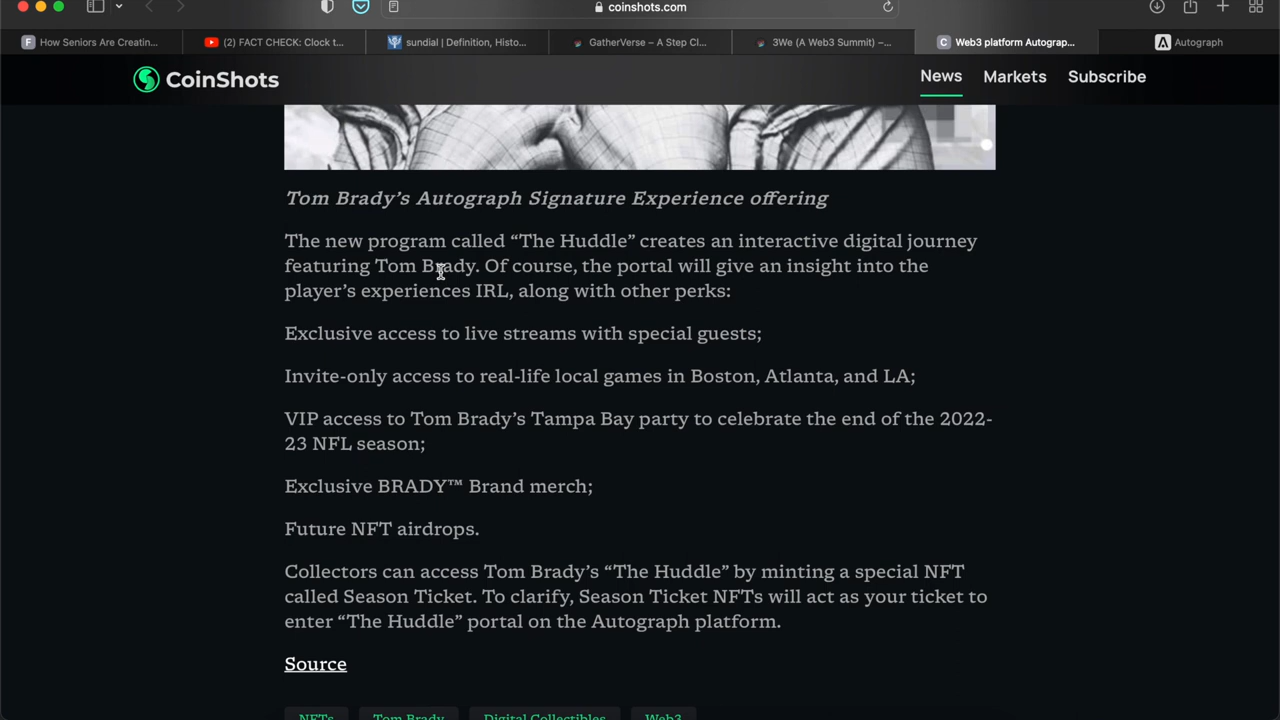 coinshots.com
How Seniors Are Creatin...
(2) FACT CHECK: Clock t...
sundial | Definition, Histo...
GatherVerse – A Step Cl...
3We (A Web3 Summit) –...
C
Web3 platform Autograp...
Autograph
CoinShots
News
Markets
Subscribe
Tom Brady’s Autograph Signature Experience offering
The new program called “The Huddle” creates an interactive digital journey
featuring Tom Brady. Of course, the portal will give an insight into the
player’s experiences IRL, along with other perks:
Exclusive access to live streams with special guests;
Invite-only access to real-life local games in Boston, Atlanta, and LA;
VIP access to Tom Brady’s Tampa Bay party to celebrate the end of the 2022-
23 NFL season;
Exclusive BRADY™ Brand merch;
Future NFT airdrops.
Collectors can access Tom Brady’s “The Huddle” by minting a special NFT
called Season Ticket. To clarify, Season Ticket NFTs will act as your ticket to
enter “The Huddle” portal on the Autograph platform.
Source
NFTs
Tom Brady
Digital Collectibles
Web3